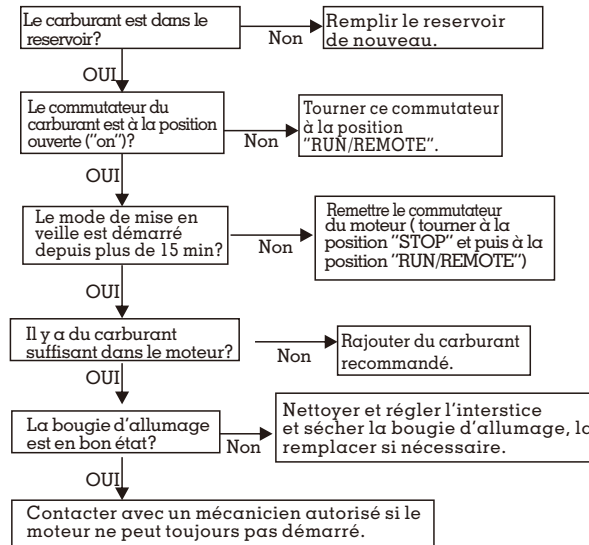 Le carburant est dans le
reservoir?
Non
Remplir le reservoir
de nouveau.
OUI
Le commutateur du
carburant est à la position
ouverte ("on")?
Non
Tourner ce commutateur
à la position
"RUN/REMOTE".
OUI
Le mode de mise en
veille est démarré
depuis plus de 15 min?
Non
Remettre le commutateur
du moteur ( tourner à la
position "STOP" et puis à la
position "RUN/REMOTE")
OUI
Il y a du carburant
suffisant dans le moteur?
Non
Rajouter du carburant
recommandé.
OUI
La bougie d'allumage
est en bon état?
Non
Nettoyer et régler l'interstice
et sécher la bougie d'allumage, la
remplacer si nécessaire.
OUI
Contacter avec un mécanicien autorisé si le
moteur ne peut toujours pas démarré.